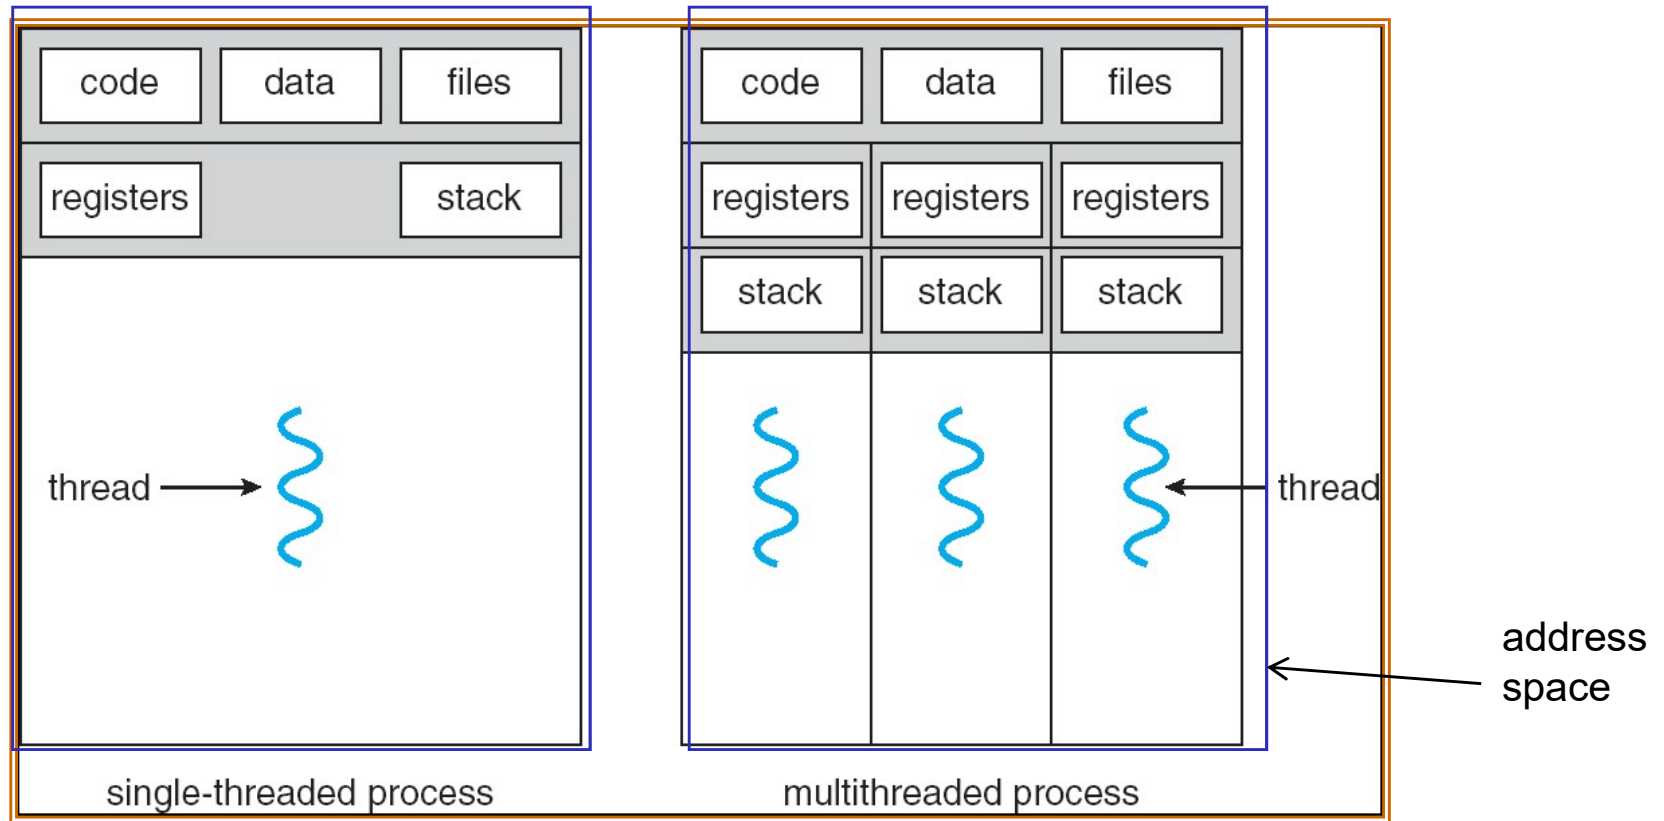 code data files code data files
registers stack registers registers registers
stack stack stack
thread thread
address
space
single-threaded process multithreaded process